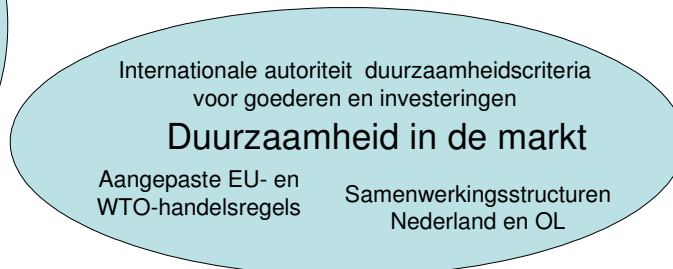 Internationale autoriteit duurzaamheidscriteria
voor goederen en investeringen
Duurzaamheid in de markt
Aangepaste EU- en
WTO-handelsregels
Samenwerkingsstructuren
Nederland en OL